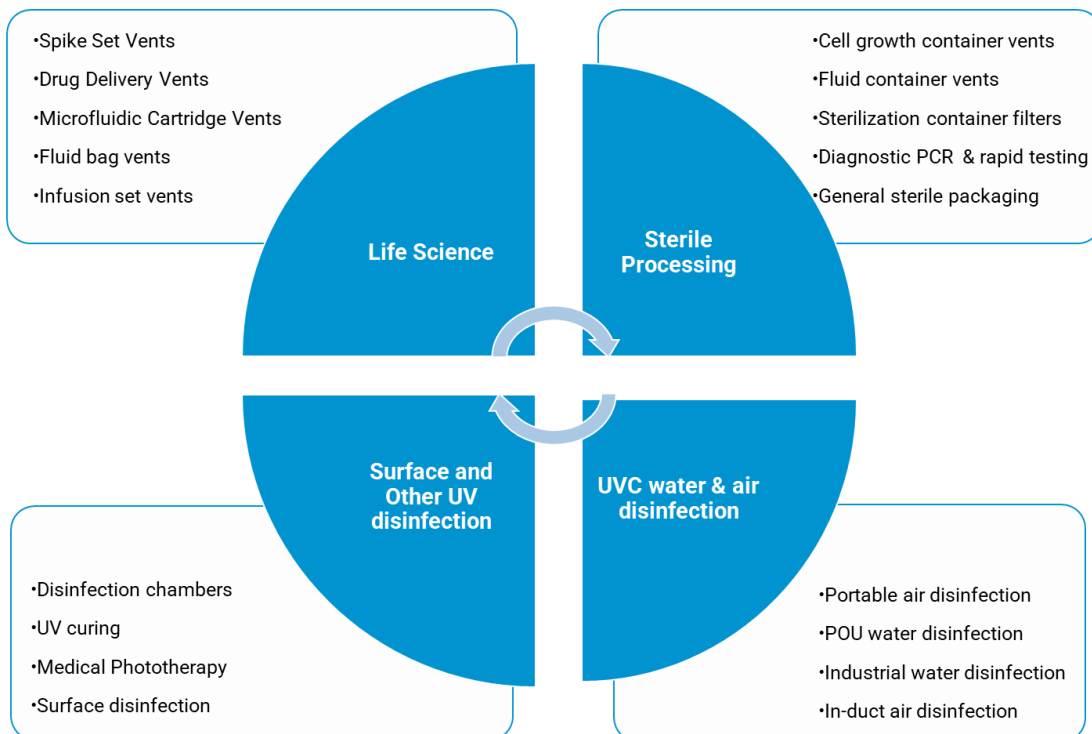 •Spike Set Vents
•Drug Delivery Vents
•Microfluidic Cartridge Vents
•Fluid bag vents
•Infusion set vents
•Cell growth container vents
•Fluid container vents
•Sterilization container filters
•Diagnostic PCR & rapid testing
•General sterile packaging
Life Science
Sterile
Processing
Surface and
Other UV
disinfection
UVC water & air
disinfection
•Disinfection chambers
•UV curing
•Medical Phototherapy
•Surface disinfection
•Portable air disinfection
•POU water disinfection
•Industrial water disinfection
•In-duct air disinfection